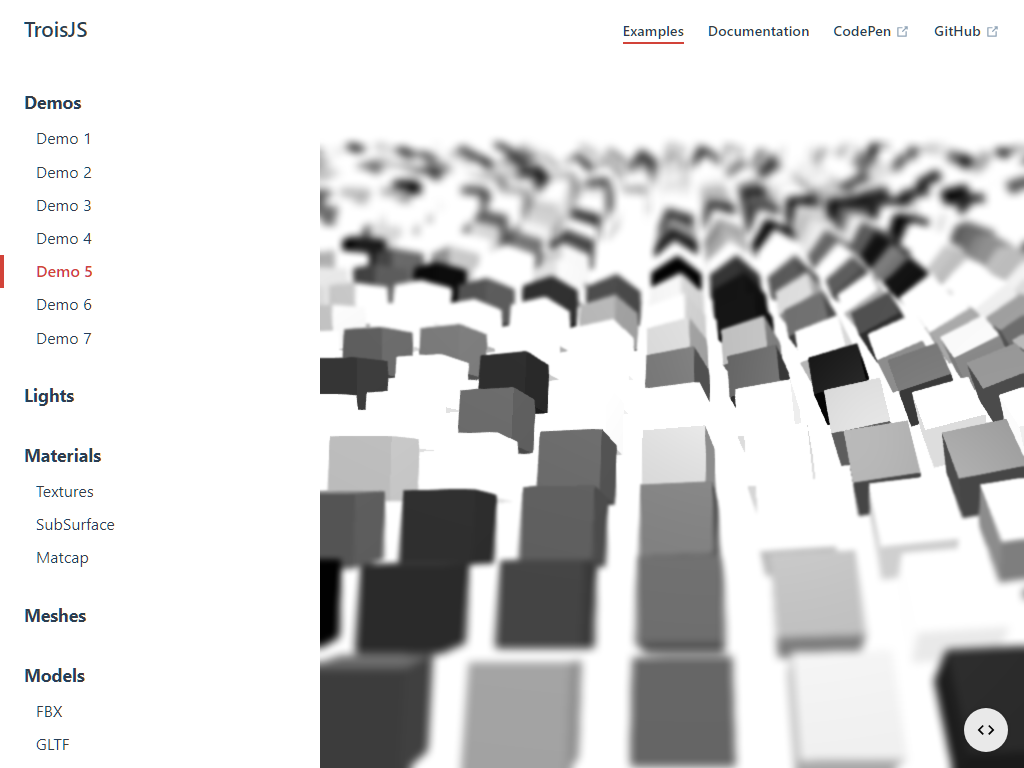 TroisJS
Examples
Documentation
CodePen
GitHub
Demos
Demo 1
Demo 2
Demo 3
Demo 4
Demo 5
Demo 6
Demo 7
Lights
Materials
Textures
SubSurface
Matcap
Meshes
Models
FBX
GLTF